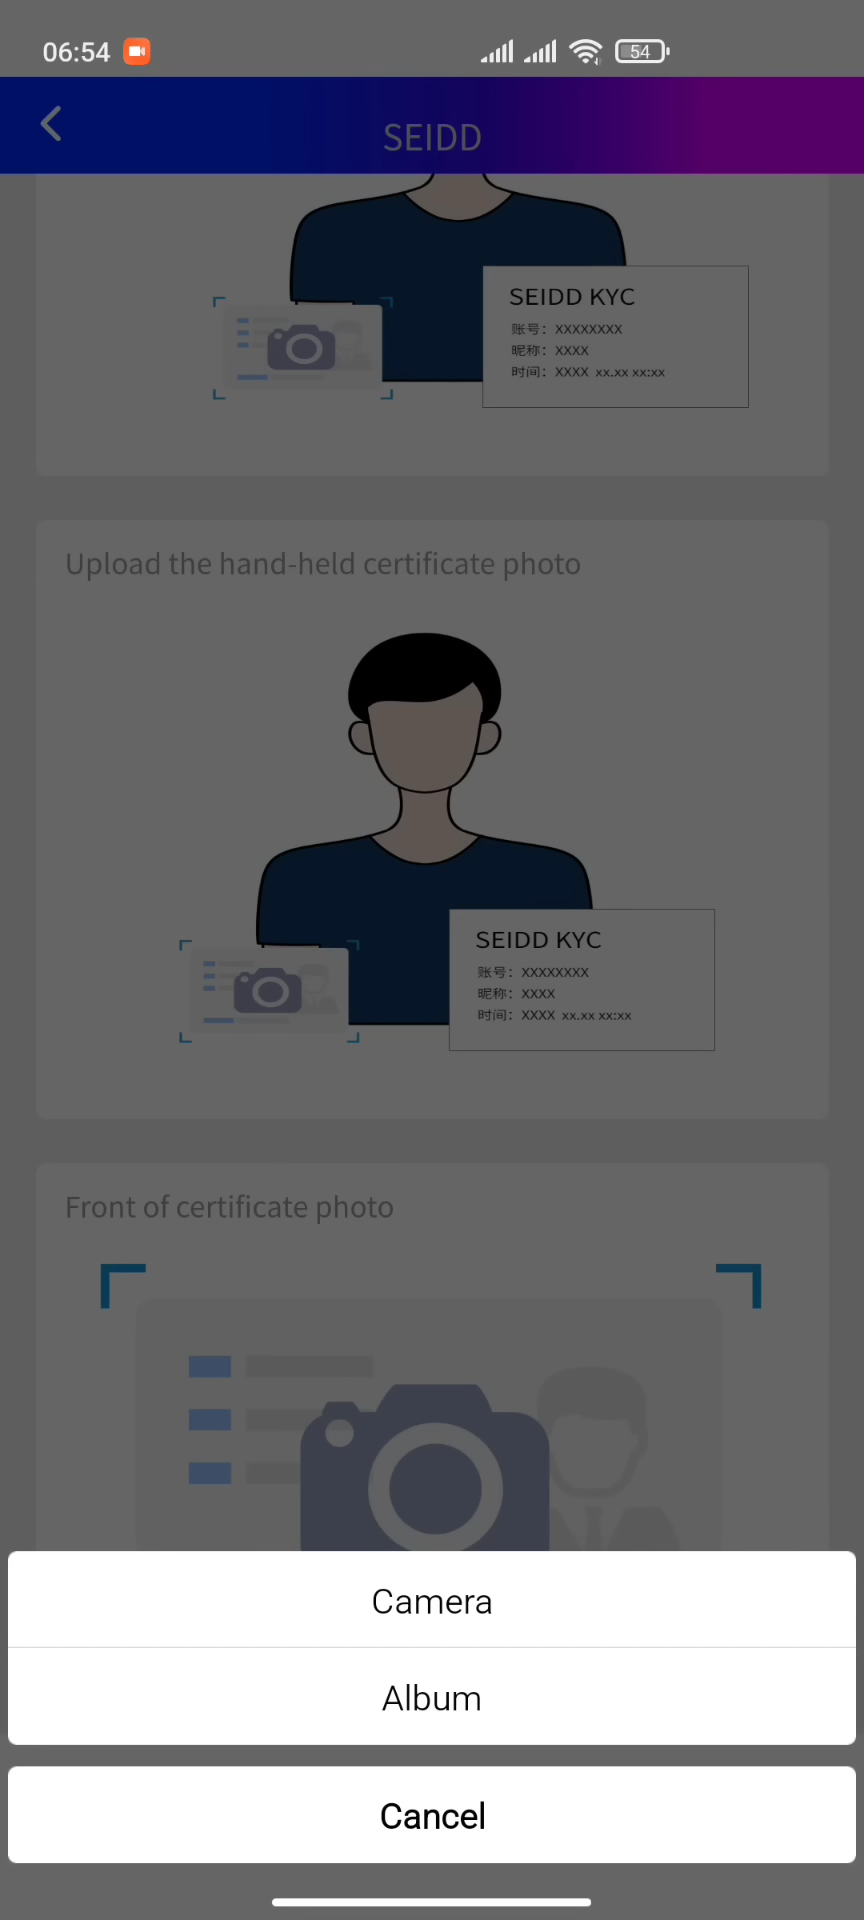 06:54
54
SEIDD
SEIDD KYC
账号：XXXXXXXX
昵称：XXXX
时间：XXXX xx.xx xx:xx
Upload the hand-held certificate photo
SEIDD KYC
账号：XXXXXXXX
昵称：XXXX
时间：XXXX xx.xx xx:xx
Front of certificate photo
Camera
Album
Cancel